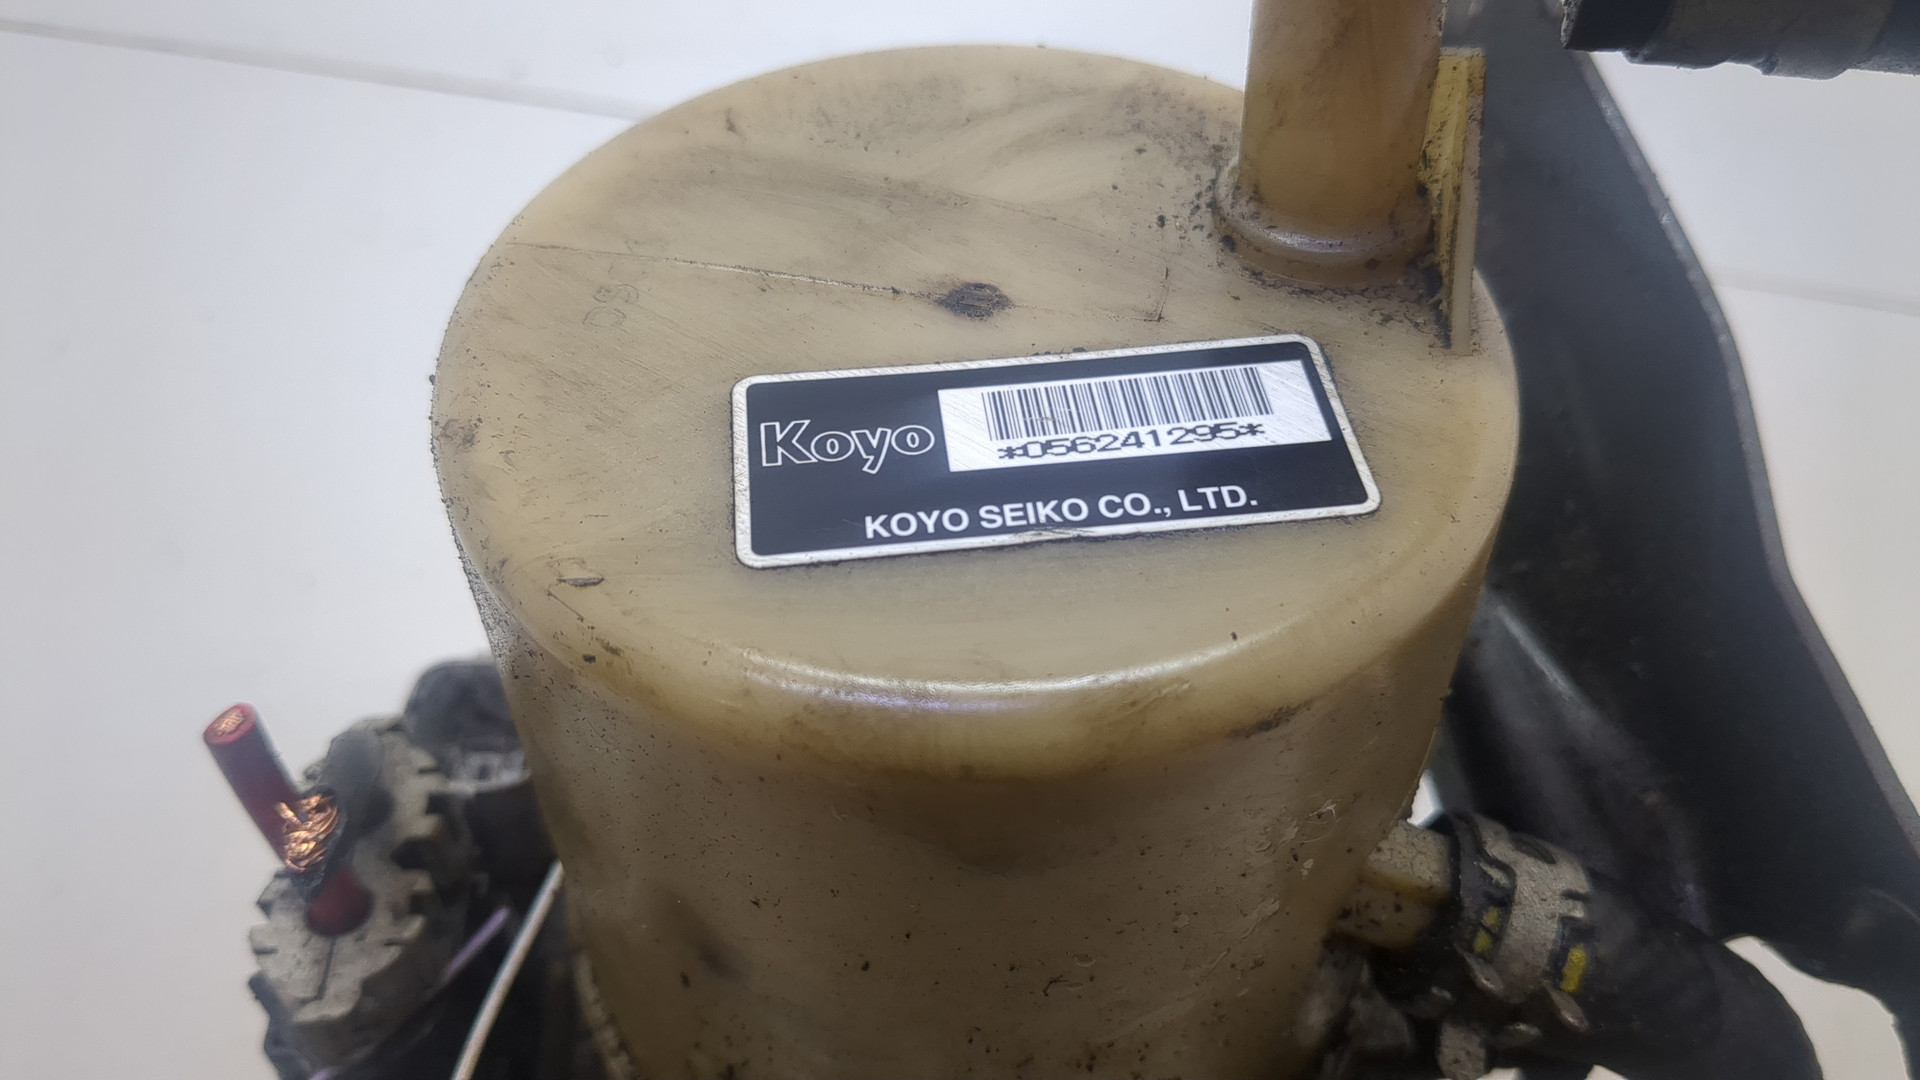 Koyo
*056241295*
KOYO SEIKO CO., LTD.